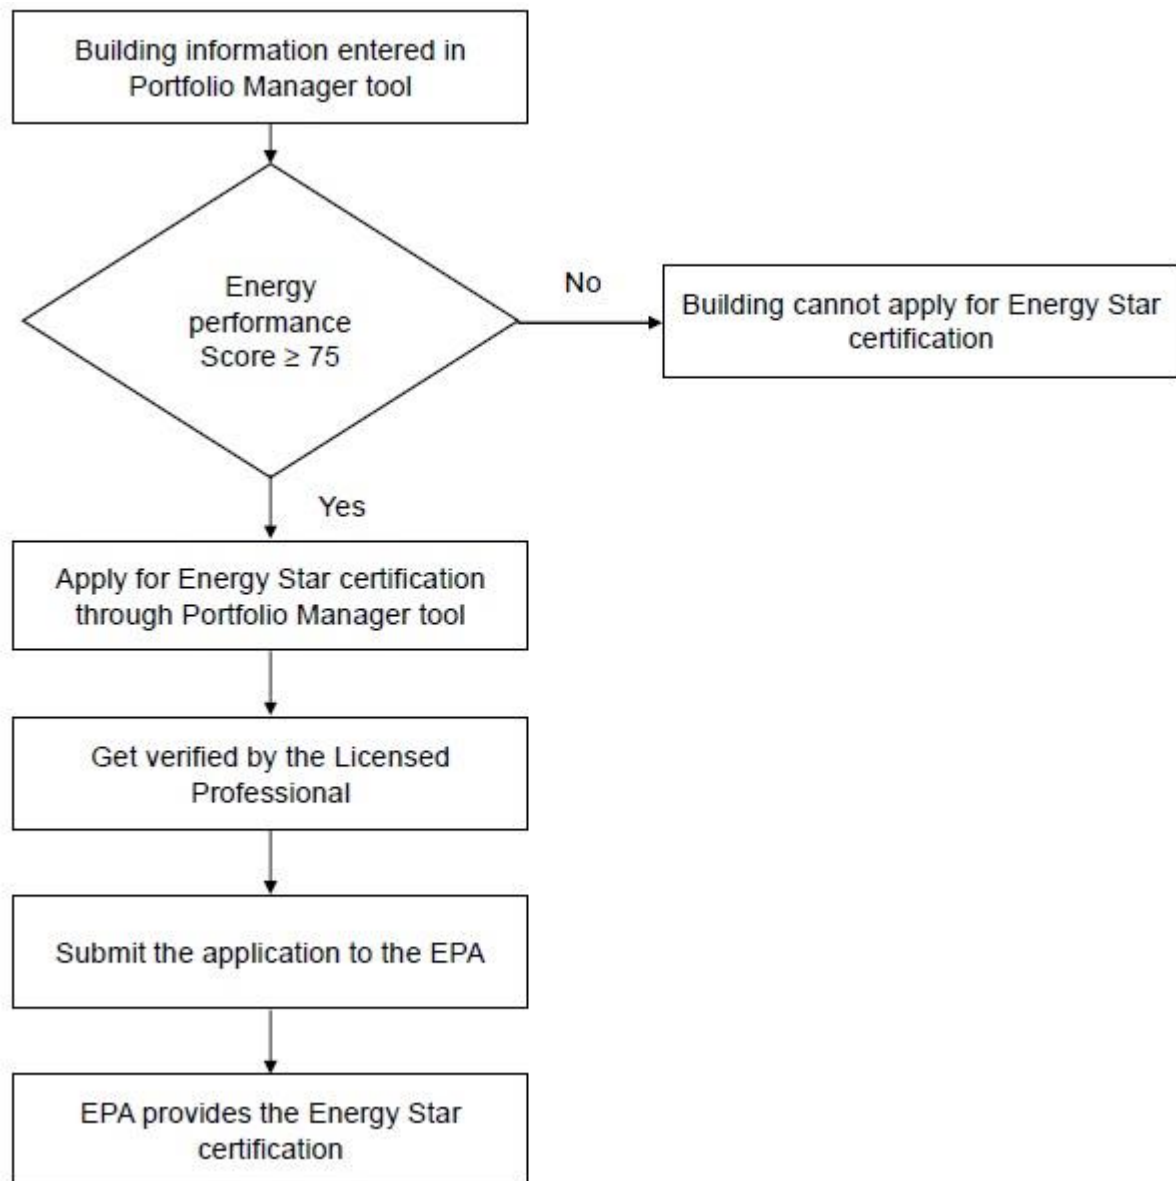 Building information entered in
Portfolio Manager tool
Energy
performance
Score ≥ 75
No
Building cannot apply for Energy Star
certification
Yes
Apply for Energy Star certification
through Portfolio Manager tool
Get verified by the Licensed
Professional
Submit the application to the EPA
EPA provides the Energy Star
certification